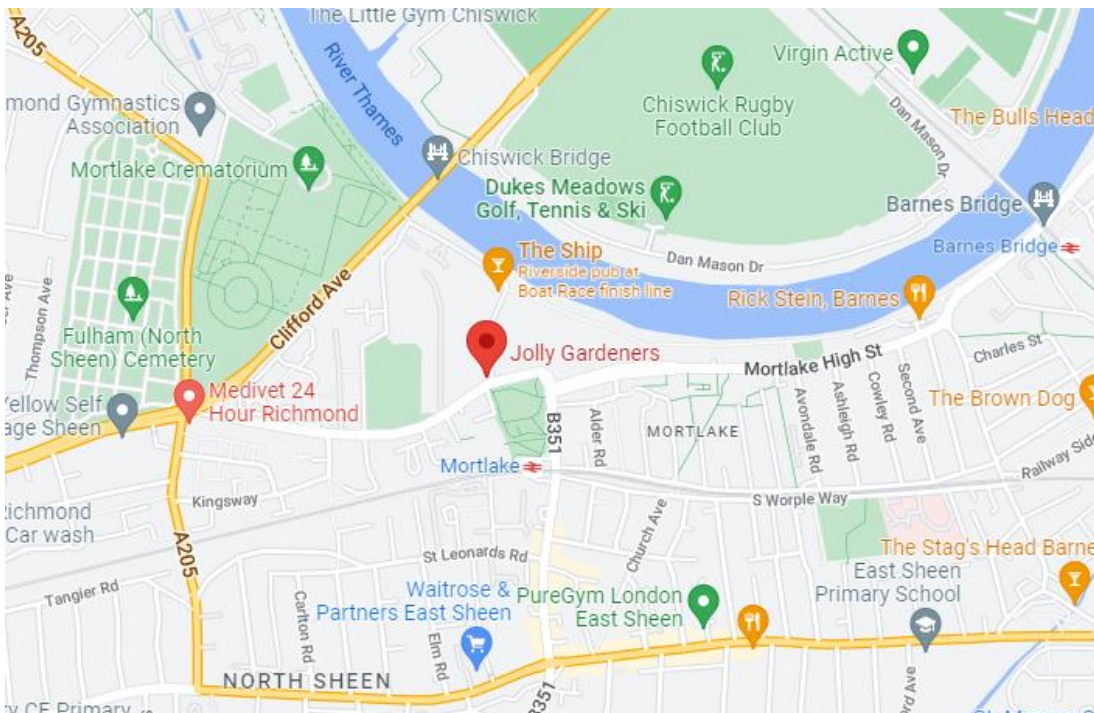 The Little Gym Chiswick
A205
River Thames
Virgin Active
Chiswick Rugby
Football Club
Dan Mason Dr
The Bulls Head
mond Gymnastics
Association
Mortlake Crematorium
Chiswick Bridge
Dukes Meadows
Golf, Tennis & Ski
Barnes Bridge
Barnes Bridge
Dan Mason Dr
The Ship
Riverside pub at
Boat Race finish line
Rick Stein, Barnes
Thompson Ave
Fulham (North
Sheen) Cemetery
Clifford Ave
Jolly Gardeners
Mortlake High St
Charles St
Medivet 24
Hour Richmond
Yellow Self
age Sheen
B351
Alder Rd
MORTLAKE
Avondale Rd
Ashleigh Rd
Cowley Rd
Second Ave
The Brown Dog
Railway Side
Mortlake
Kingsway
S Worple Way
Richmond
Car wash
A205
Church Ave
St Leonards Rd
The Stag's Head Barne
East Sheen
Primary School
Tangier Rd
Carlton Rd
Waitrose &
Partners East Sheen
Elm Rd
PureGym London
East Sheen
NORTH SHEEN
B351
CE Primary